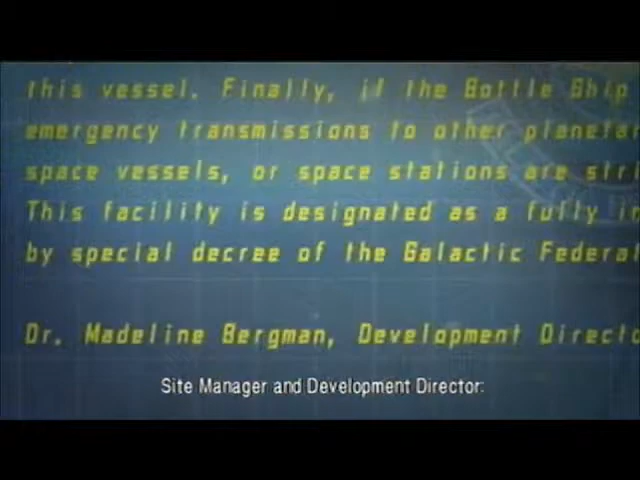 this vessel. Finally, if the Bottle Ship
emergency transmissions to other planeta
space vessels, or space stations are stri
This facility is designated as a fully in
by special decree of the Galactic Federat
Dr. Madeline Bergman, Development Directo
Site Manager and Development Director: